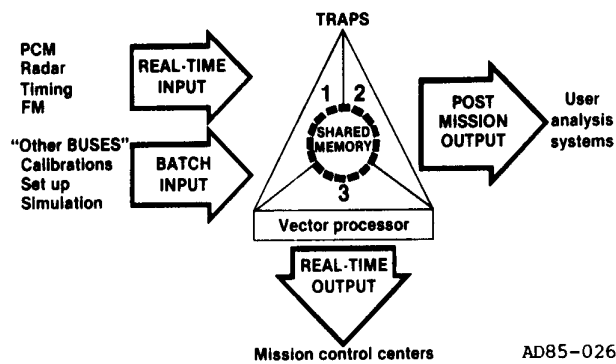 TRAPS
PCM
Radar
Timing
FM
REAL-TIME
INPUT
"Other BUSES"
Calibrations
Set up
Simulation
BATCH
INPUT
1 2
SHARED
MEMORY
3
Vector processor
POST
MISSION
OUTPUT
User
analysis
systems
REAL-TIME
OUTPUT
Mission control centers
AD85-026